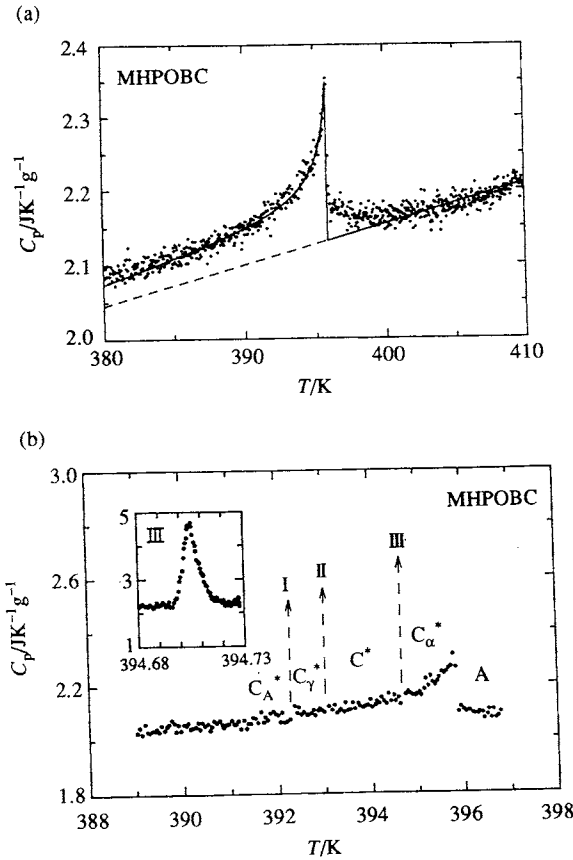 (a)
MHPOBC
2.4
2.3
2.2
2.1
2.0
380
390
400
410
C_p/JK⁻¹g⁻¹
T/K
(b)
MHPOBC
3.0
2.6
2.2
1.8
388
390
392
394
396
398
C_p/JK⁻¹g⁻¹
T/K
III
5
3
1
394.68
394.73
I
II
III
C_A*
C_γ*
C*
C_α*
A